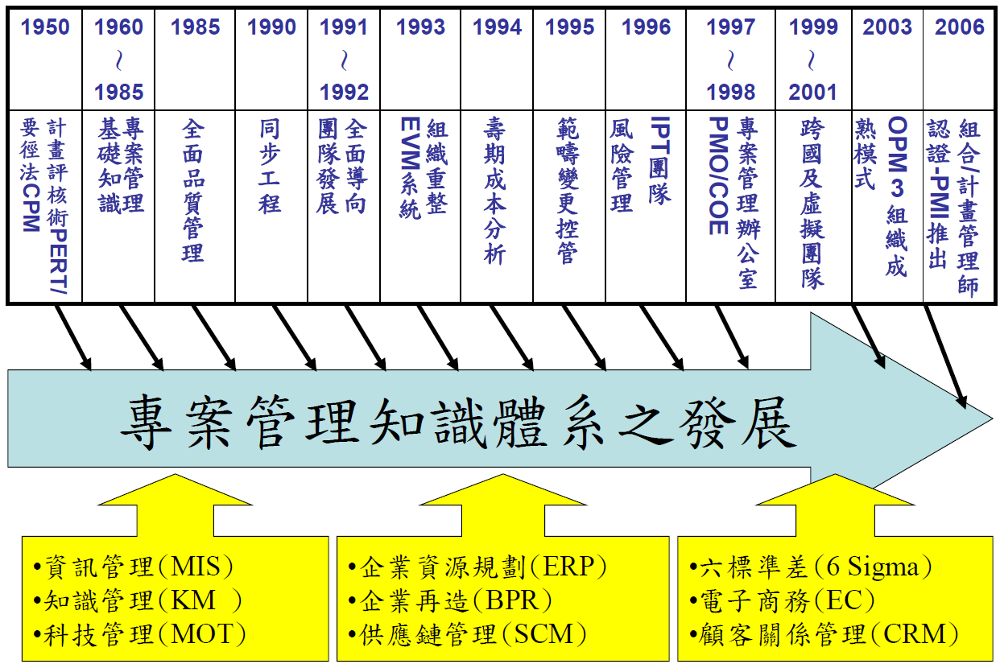 1950
1960
~
1985
1985
1990
1991
~
1992
1993
1994
1995
1996
1997
~
1998
1999
~
2001
2003
2006
計畫評核術PERT/
要徑法CPM
專案管理
基礎知識
全面品質管理
同步工程
全面導向
團隊發展
組織重整
EVM系統
壽期成本分析
範疇變更控管
IPT團隊
風險管理
專案管理辦公室
PMO/COE
跨國及虛擬團隊
OPM3組織成
熟模式
組合/計畫管理師
認證-PMI推出
專案管理知識體系之發展
•資訊管理(MIS)
•知識管理(KM )
•科技管理(MOT)
•企業資源規劃(ERP)
•企業再造(BPR)
•供應鏈管理(SCM)
•六標準差(6 Sigma)
•電子商務(EC)
•顧客關係管理(CRM)